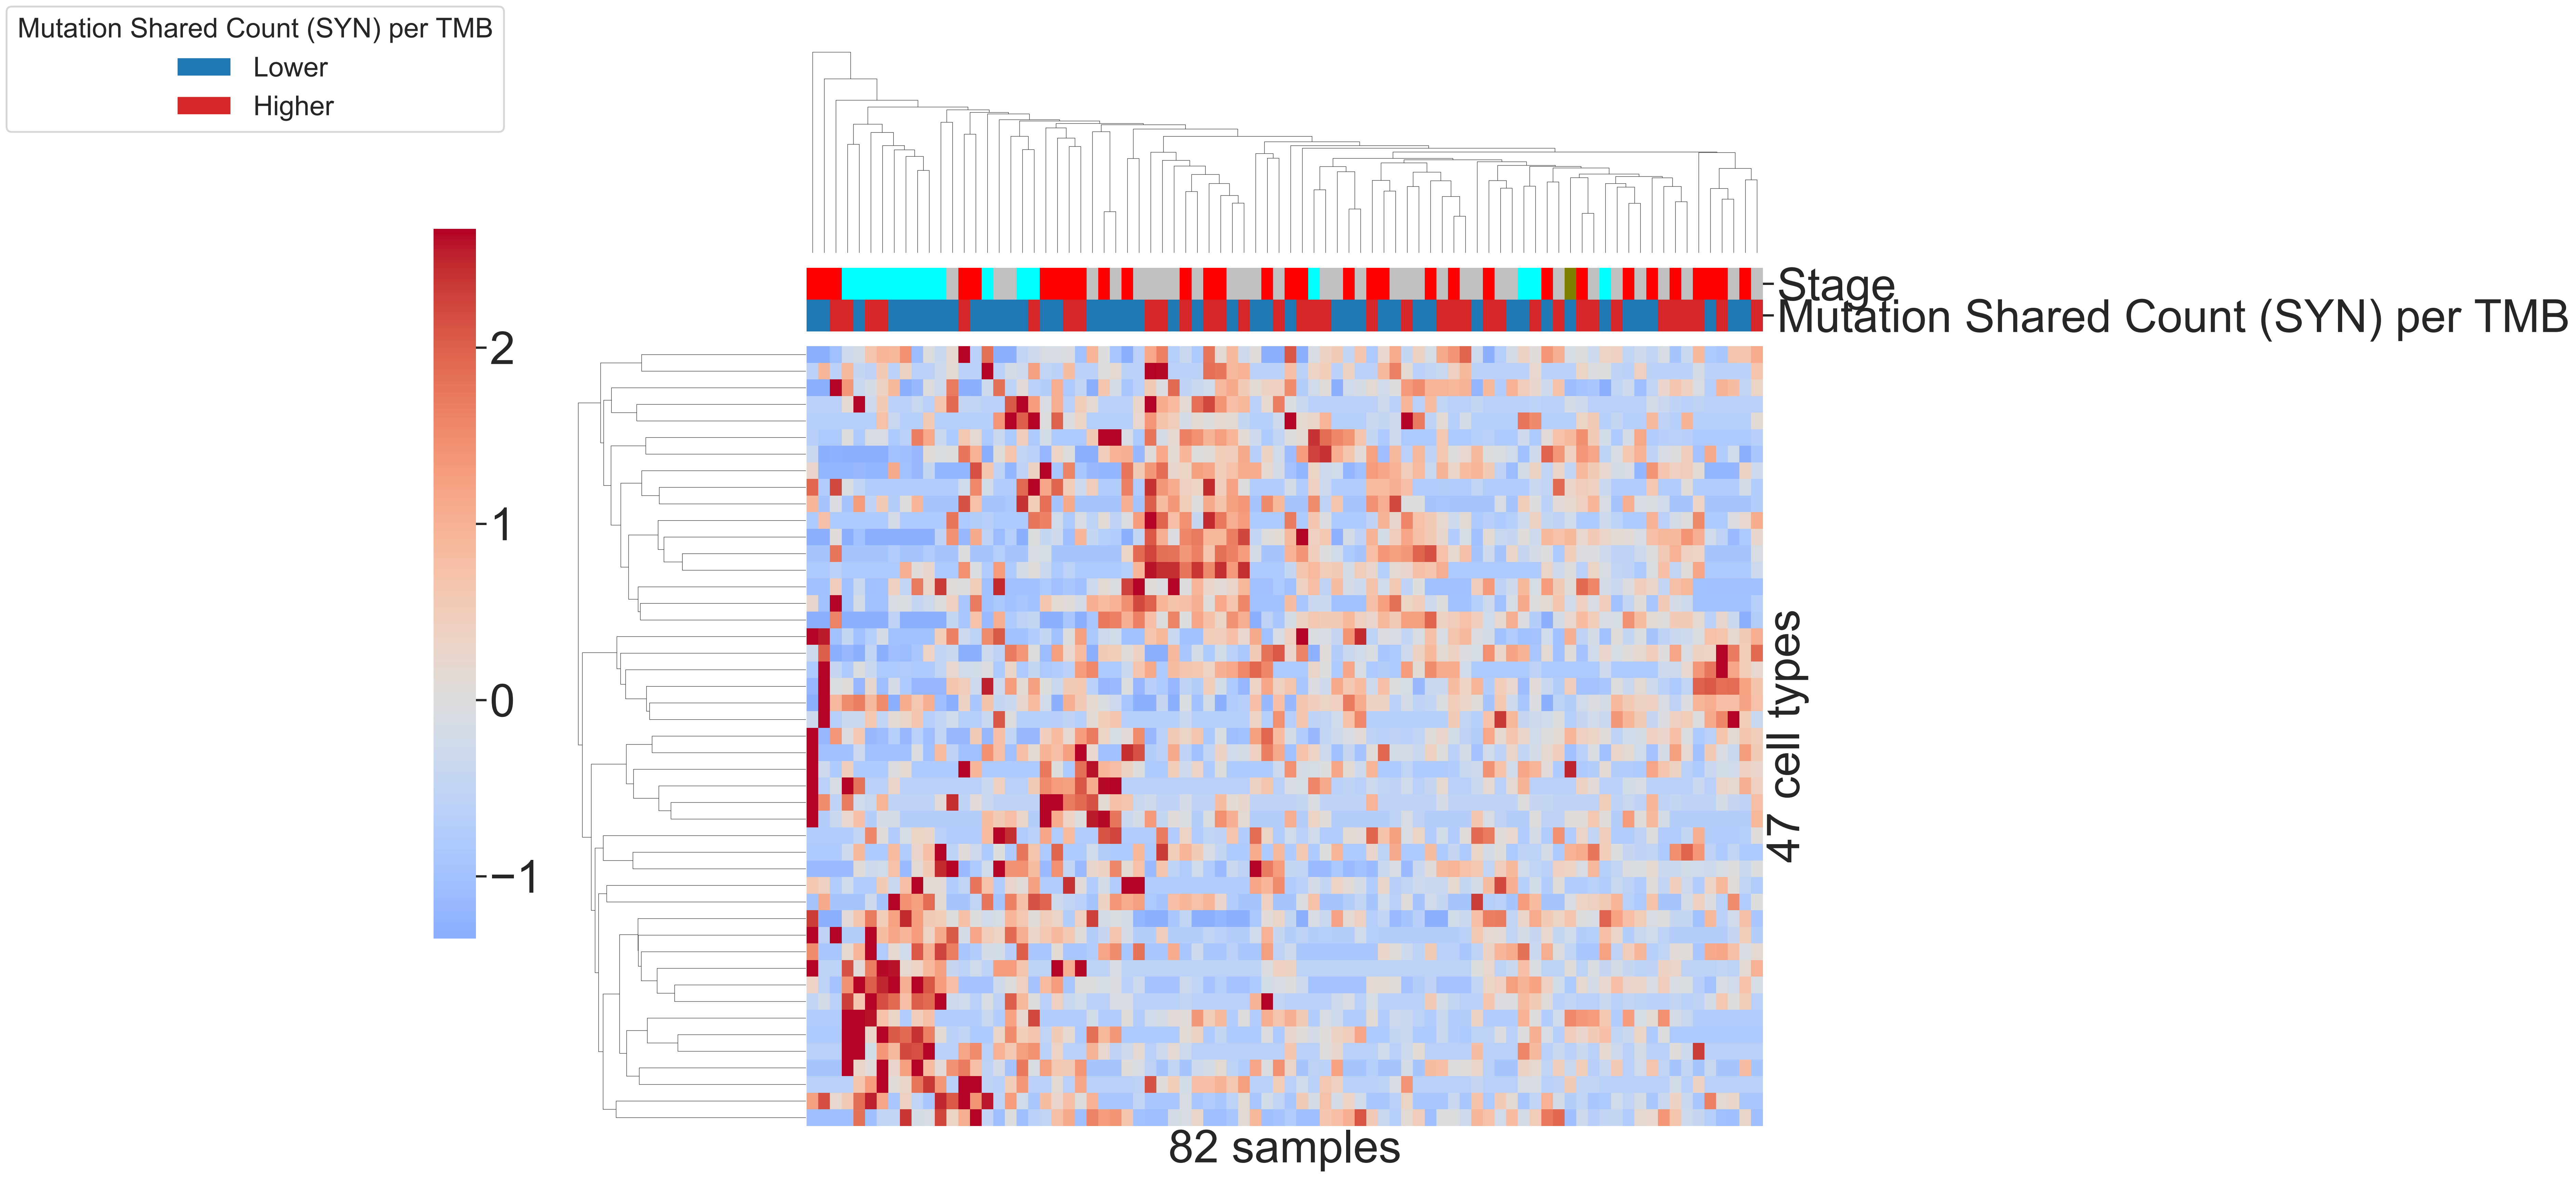 Mutation Shared Count (SYN) per TMB
Lower
Higher
Stage
Mutation Shared Count (SYN) per TMB
2
1
0
−1
47 cell types
82 samples